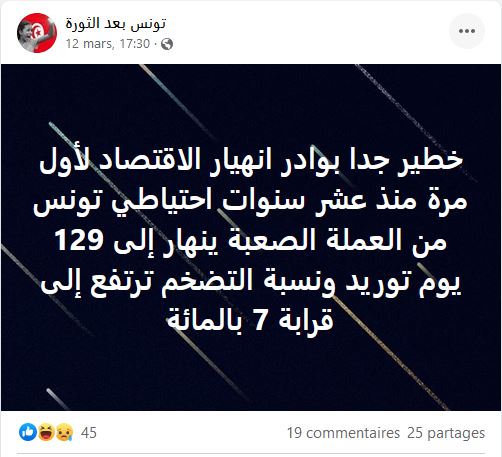 تونس بعد الثورة
12 mars, 17:30 ·
خطير جدا بوادر انهيار الاقتصاد لأول
مرة منذ عشر سنوات احتياطي تونس
من العملة الصعبة ينهار إلى 129
يوم توريد ونسبة التضخم ترتفع إلى
قرابة 7 بالمائة
45 19 commentaires 25 partages